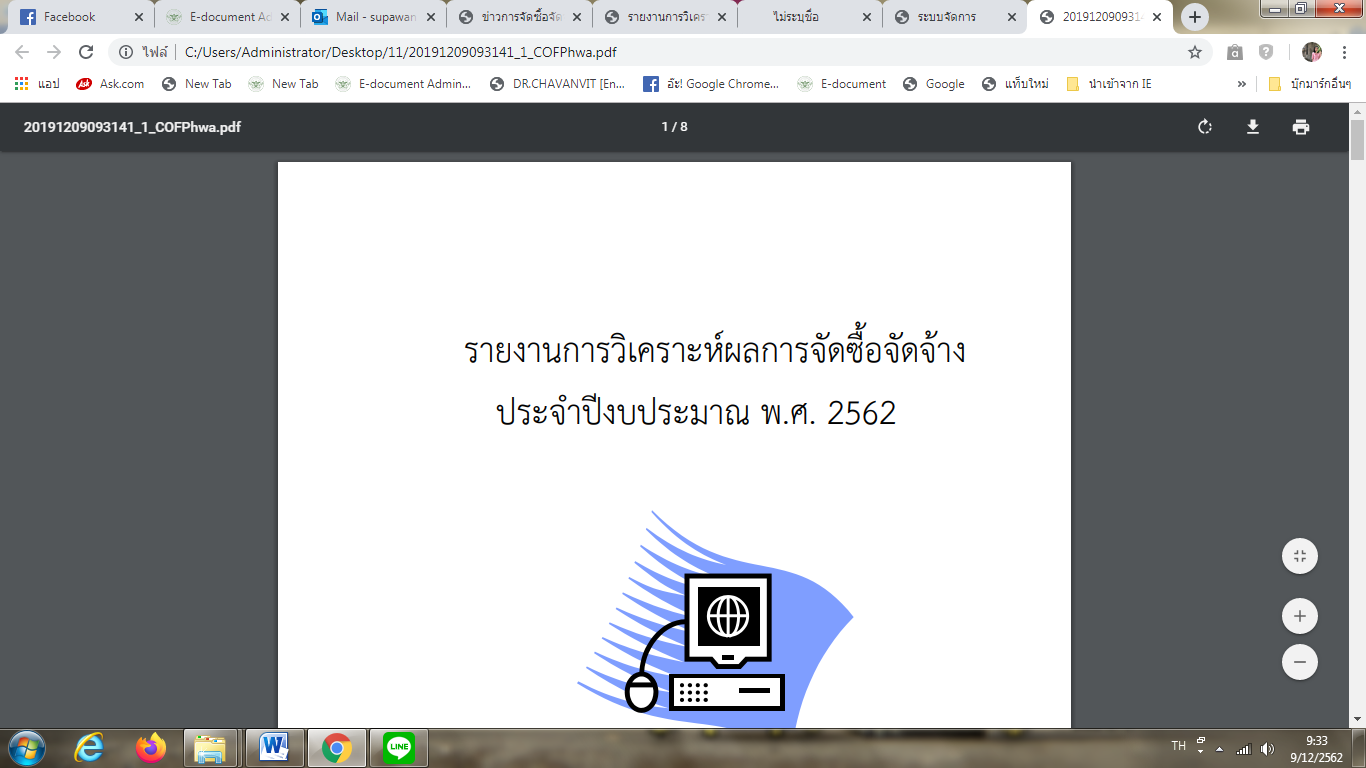 Facebook
E-document Ad
Mail - supawan
ข่าวการจัดซื้อจัด
รายงานการวิเคร
ไม่ระบุชื่อ
ระบบจัดการ
20191209093141
ไฟล์ C:/Users/Administrator/Desktop/11/20191209093141_1_COFPhwa.pdf
แอป
Ask Ask.com
New Tab
New Tab
E-document Admin...
DR.CHAVANVIT [En...
อ๊ะ! Google Chrome...
E-document
Google
แท็บใหม่
นำเข้าจาก IE
»
บุ๊กมาร์กอื่นๆ
20191209093141_1_COFPhwa.pdf
1 / 8
รายงานการวิเคราะห์ผลการจัดซื้อจัดจ้าง
ประจำปีงบประมาณ พ.ศ. 2562
LINE
TH
9:33
9/12/2562